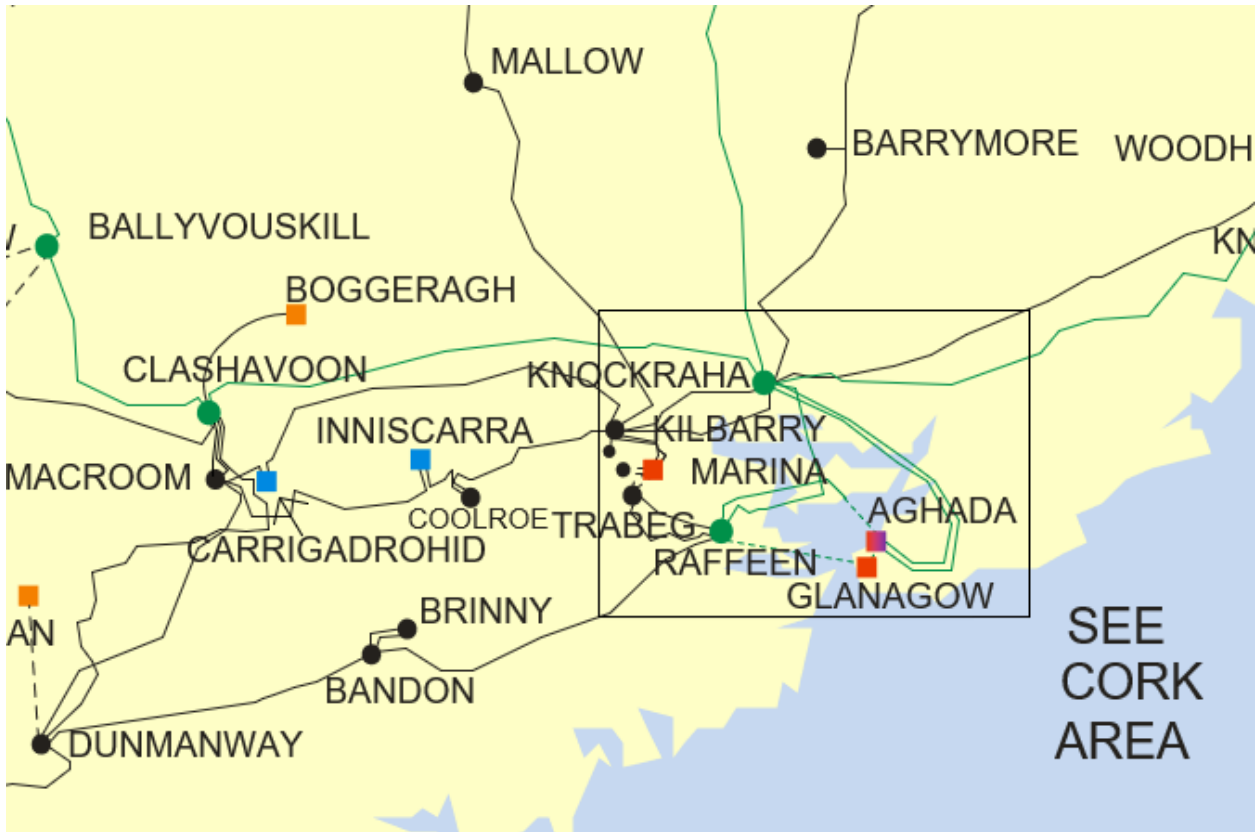 MALLOW
BARRYMORE
WOODH
BALLYVOUSKILL
KN
BOGGERAGH
CLASHAVOON
KNOCKRAHA
INNISCARRA
KILBARRY
MACROOM
MARINA
COOLROE
TRABEG
AGHADA
CARRIGADROHID
RAFFEEN
GLANAGOW
BRINNY
AN
BANDON
DUNMANWAY
SEE
CORK
AREA